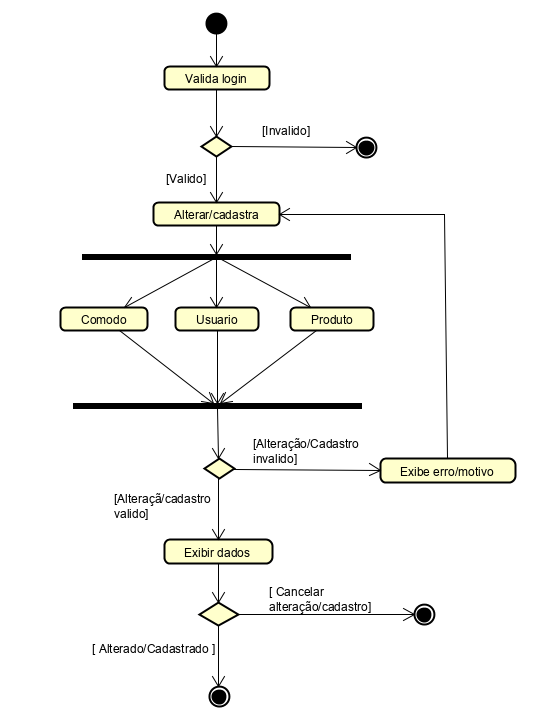 Valida login
[Invalido]
[Valido]
Alterar/cadastra
Comodo
Usuario
Produto
[Alteração/Cadastro
invalido]
Exibe erro/motivo
[Alteraçã/cadastro
valido]
Exibir dados
[ Cancelar
alteração/cadastro]
[ Alterado/Cadastrado ]